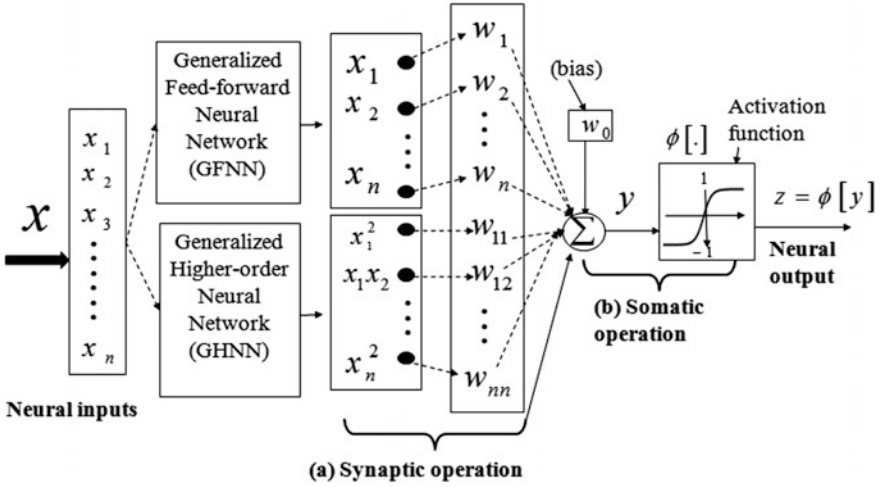 x
x₁
x₂
x₃
xₙ
Neural inputs
Generalized
Feed-forward
Neural
Network
(GFNN)
Generalized
Higher-order
Neural
Network
(GHNN)
x₁
x₂
xₙ
x₁²
x₁x₂
xₙ²
w₁
w₂
wₙ
w₁₁
w₁₂
wₙₙ
(a) Synaptic operation
(bias)
w₀
Σ
y
(b) Somatic
operation
Activation
function
ϕ[.]
1
−1
z = ϕ[y]
Neural
output